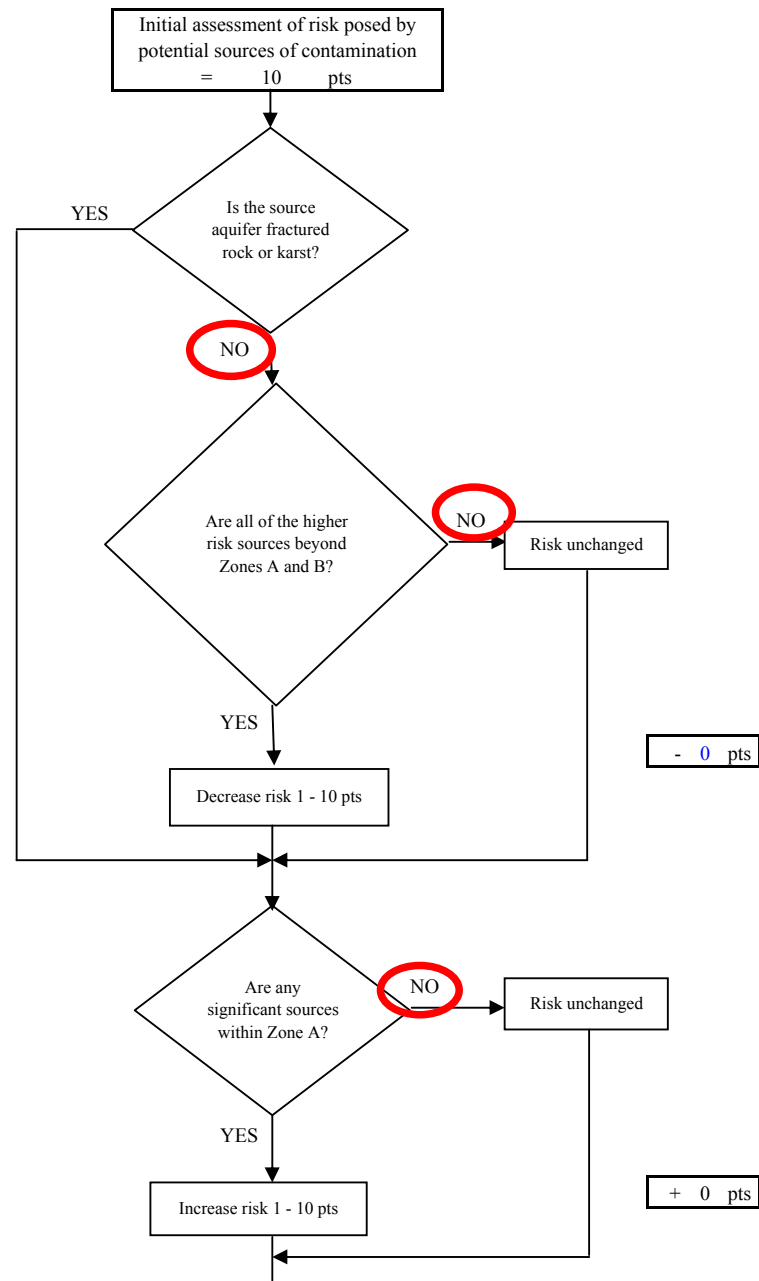 Initial assessment of risk posed by
potential sources of contamination
= 10 pts
YES
Is the source
aquifer fractured
rock or karst?
NO
Are all of the higher
risk sources beyond
Zones A and B?
NO
Risk unchanged
YES
- 0 pts
Decrease risk 1 - 10 pts
Are any
significant sources
within Zone A?
NO
Risk unchanged
YES
+ 0 pts
Increase risk 1 - 10 pts